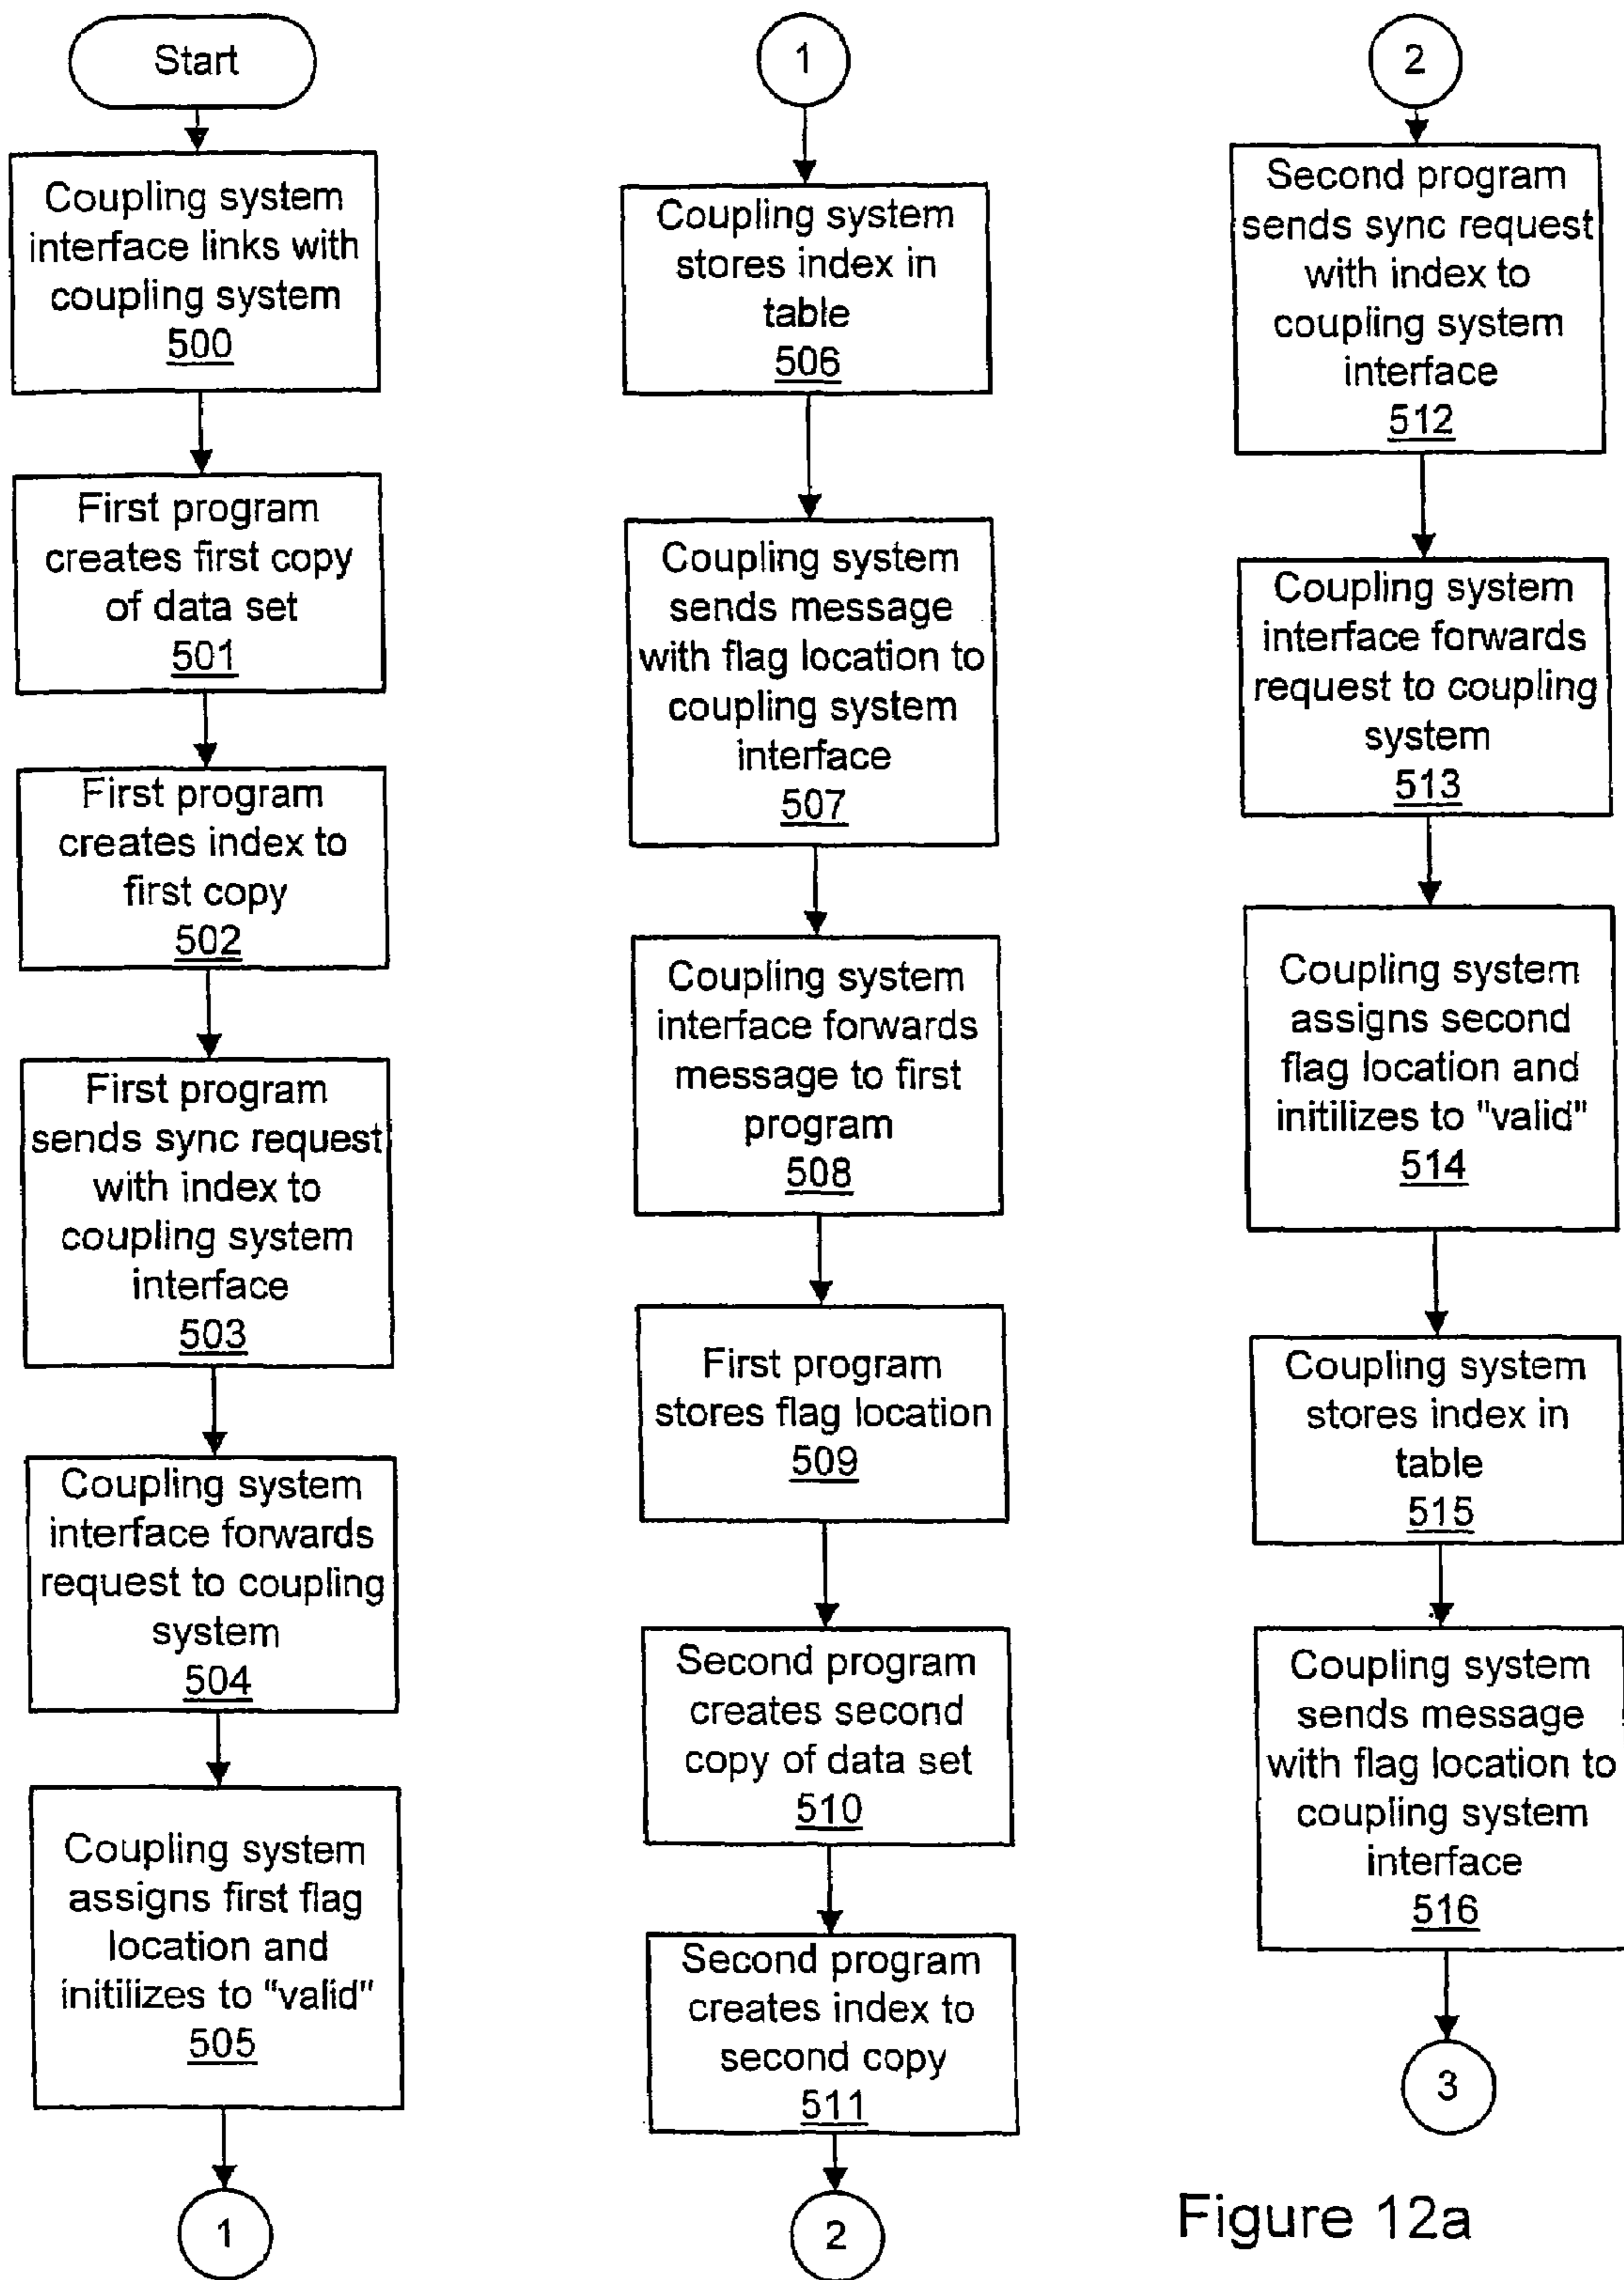 Start
Coupling system
interface links with
coupling system
500
First program
creates first copy
of data set
501
First program
creates index to
first copy
502
First program
sends sync request
with index to
coupling system
interface
503
Coupling system
interface forwards
request to coupling
system
504
Coupling system
assigns first flag
location and
initilizes to "valid"
505
1
1
Coupling system
stores index in
table
506
Coupling system
sends message
with flag location to
coupling system
interface
507
Coupling system
interface forwards
message to first
program
508
First program
stores flag location
509
Second program
creates second
copy of data set
510
Second program
creates index to
second copy
511
2
2
Second program
sends sync request
with index to
coupling system
interface
512
Coupling system
interface forwards
request to coupling
system
513
Coupling system
assigns second
flag location and
initilizes to "valid"
514
Coupling system
stores index in
table
515
Coupling system
sends message
with flag location to
coupling system
interface
516
3
Figure 12a